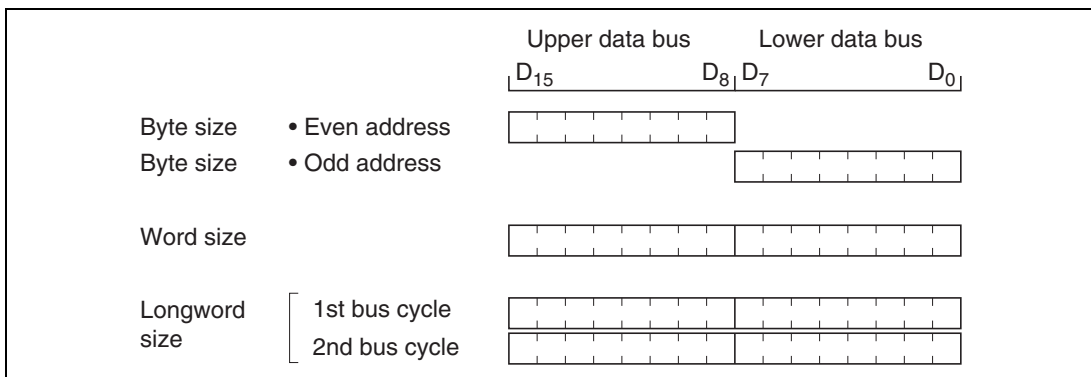 Upper data bus Lower data bus
D15 D8 D7 D0
Byte size • Even address
Byte size • Odd address
Word size
Longword size 1st bus cycle
2nd bus cycle